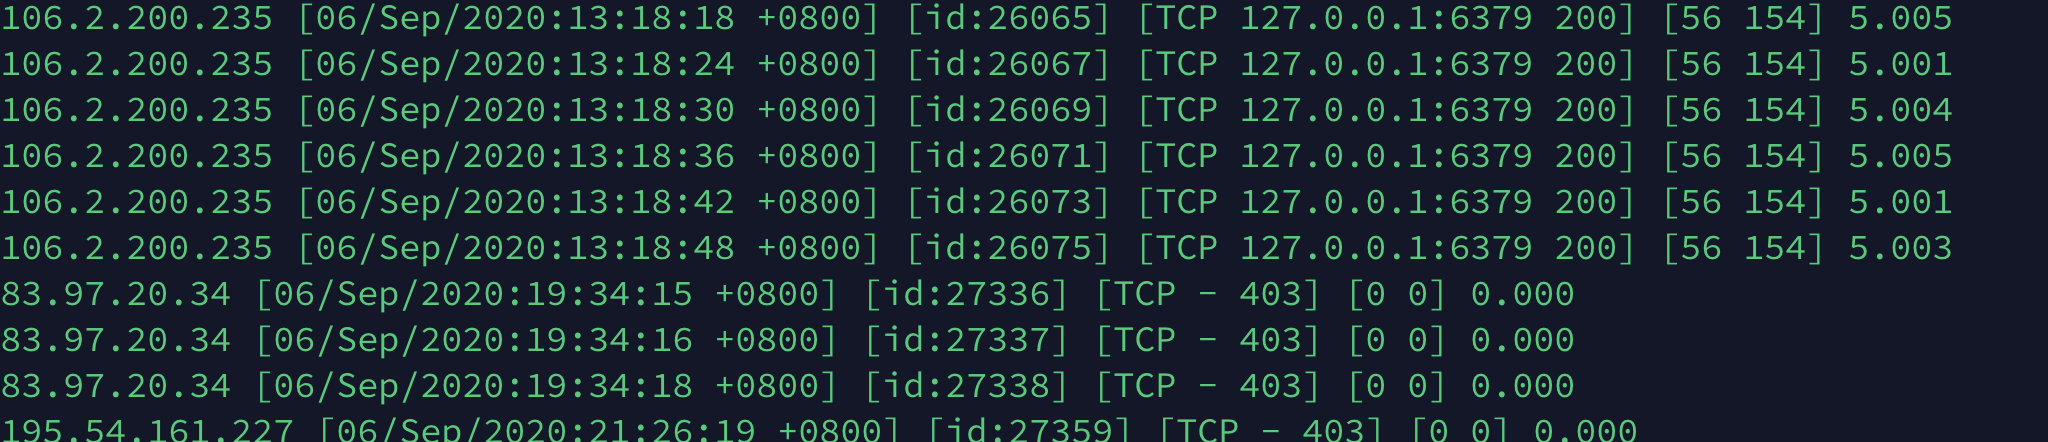 106.2.200.235 [06/Sep/2020:13:18:18 +0800] [id:26065] [TCP 127.0.0.1:6379 200] [56 154] 5.005
106.2.200.235 [06/Sep/2020:13:18:24 +0800] [id:26067] [TCP 127.0.0.1:6379 200] [56 154] 5.001
106.2.200.235 [06/Sep/2020:13:18:30 +0800] [id:26069] [TCP 127.0.0.1:6379 200] [56 154] 5.004
106.2.200.235 [06/Sep/2020:13:18:36 +0800] [id:26071] [TCP 127.0.0.1:6379 200] [56 154] 5.005
106.2.200.235 [06/Sep/2020:13:18:42 +0800] [id:26073] [TCP 127.0.0.1:6379 200] [56 154] 5.001
106.2.200.235 [06/Sep/2020:13:18:48 +0800] [id:26075] [TCP 127.0.0.1:6379 200] [56 154] 5.003
83.97.20.34 [06/Sep/2020:19:34:15 +0800] [id:27336] [TCP - 403] [0 0] 0.000
83.97.20.34 [06/Sep/2020:19:34:16 +0800] [id:27337] [TCP - 403] [0 0] 0.000
83.97.20.34 [06/Sep/2020:19:34:18 +0800] [id:27338] [TCP - 403] [0 0] 0.000
195.54.161.227 [06/Sep/2020:21:26:19 +0800] [id:27359] [TCP - 403] [0 0] 0.000